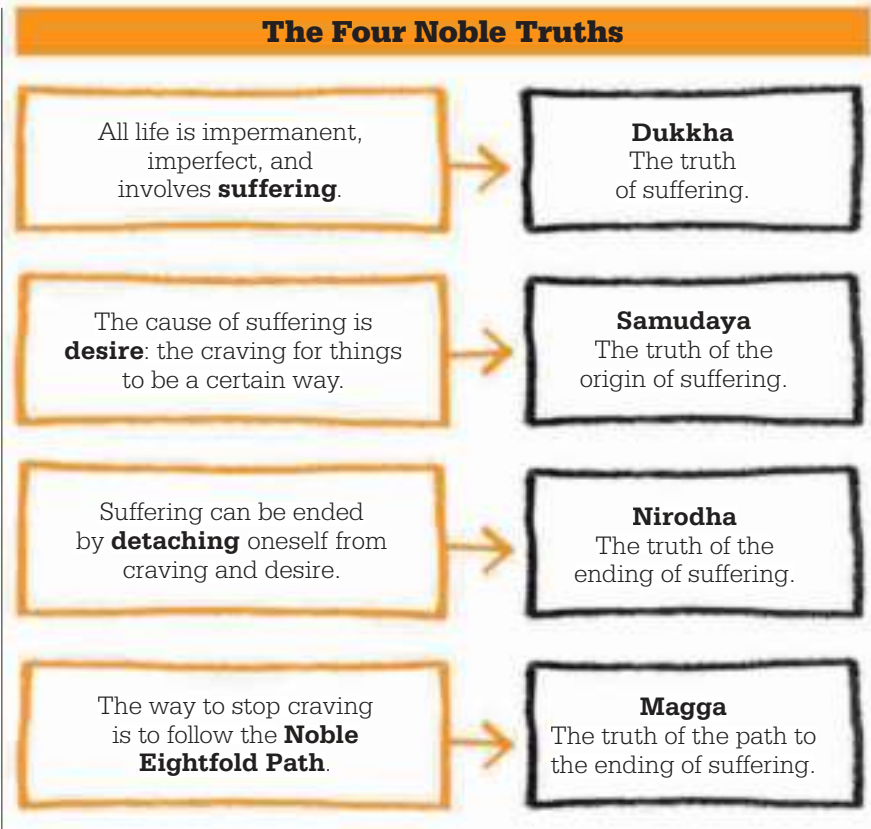 The Four Noble Truths
All life is impermanent,
imperfect, and
involves suffering.
Dukkha
The truth
of suffering.
The cause of suffering is
desire: the craving for things
to be a certain way.
Samudaya
The truth of the
origin of suffering.
Suffering can be ended
by detaching oneself from
craving and desire.
Nirodha
The truth of the
ending of suffering.
The way to stop craving
is to follow the Noble
Eightfold Path.
Magga
The truth of the path to
the ending of suffering.